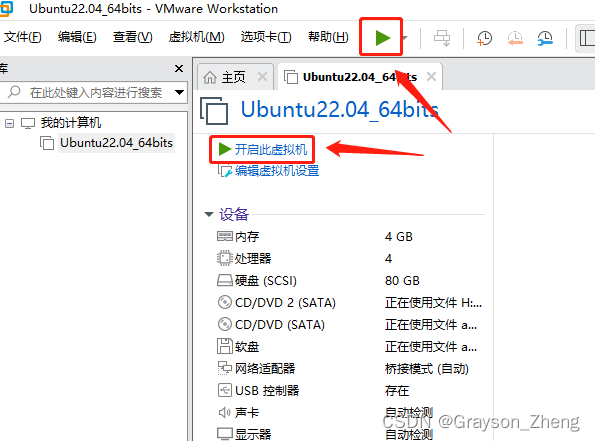 Ubuntu22.04_64bits - VMware Workstation
文件(F) 编辑(E) 查看(V) 虚拟机(M) 选项卡(T) 帮助(H)
库
在此处键入内容进行搜索
我的计算机
Ubuntu22.04_64bits
主页 Ubuntu22.04_64bits
Ubuntu22.04_64bits
开启此虚拟机
编辑虚拟机设置
设备
内存 4 GB
处理器 4
硬盘 (SCSI) 80 GB
CD/DVD 2 (SATA) 正在使用文件 H:...
CD/DVD (SATA) 正在使用文件 a...
软盘 正在使用文件 a...
网络适配器 桥接模式 (自动)
USB 控制器 存在
声卡 自动检测
显示器 自动检测
CSDN @Grayson_Zheng